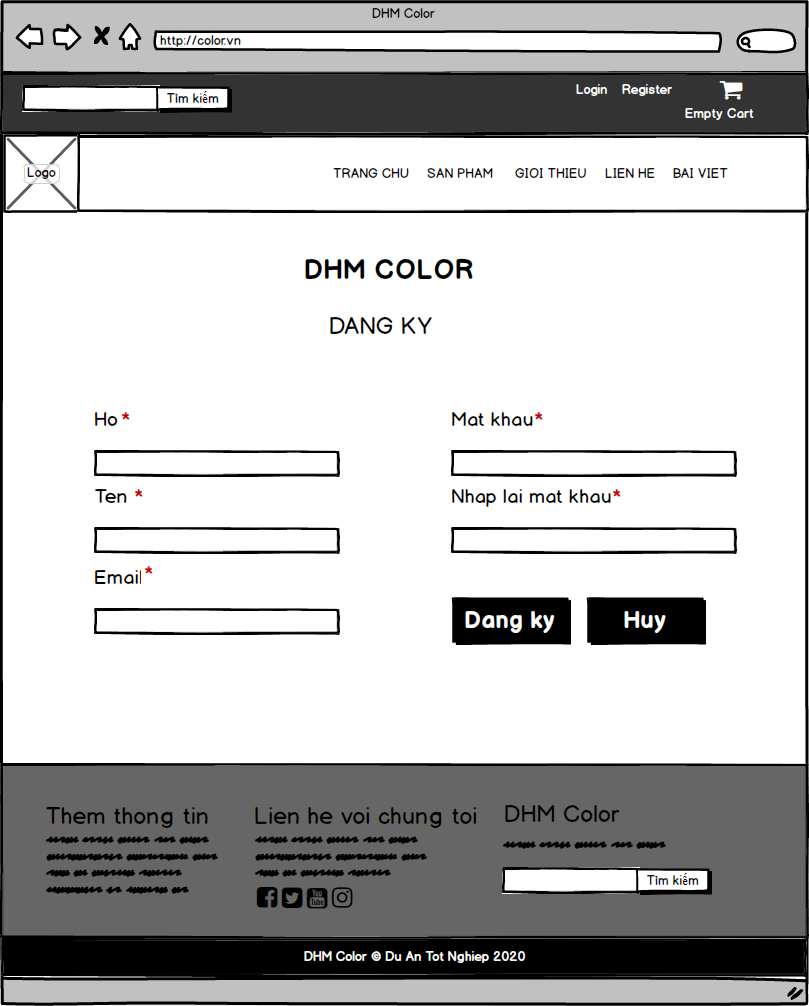 DHM Color
http://color.vn
Tìm kiếm
Login Register
Empty Cart
Logo
TRANG CHU SAN PHAM GIOI THIEU LIEN HE BAI VIET
DHM COLOR
DANG KY
Ho *
Mat khau*
Ten *
Nhap lai mat khau*
Email *
Dang ky Huy
Them thong tin
Lien he voi chung toi
You Tube
DHM Color
Tìm kiếm
DHM Color © Du An Tot Nghiep 2020